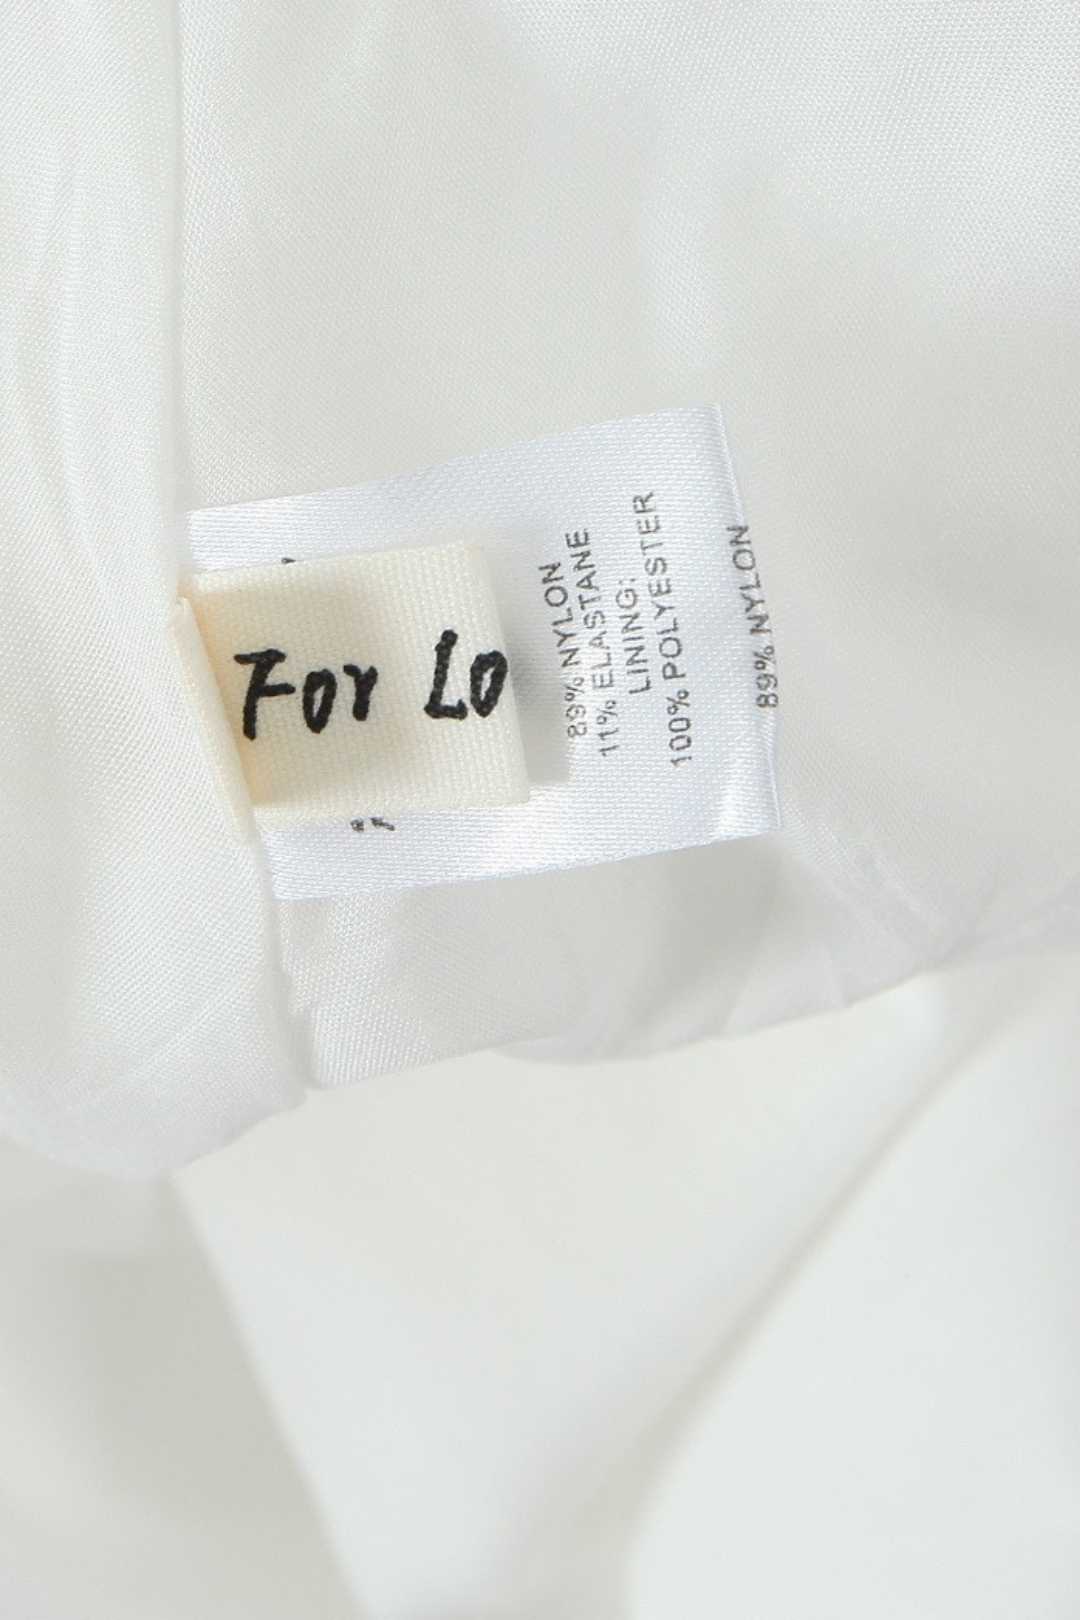 For Lo
89% NYLON
11% ELASTANE
LINING:
100% POLYESTER
89% NYLON